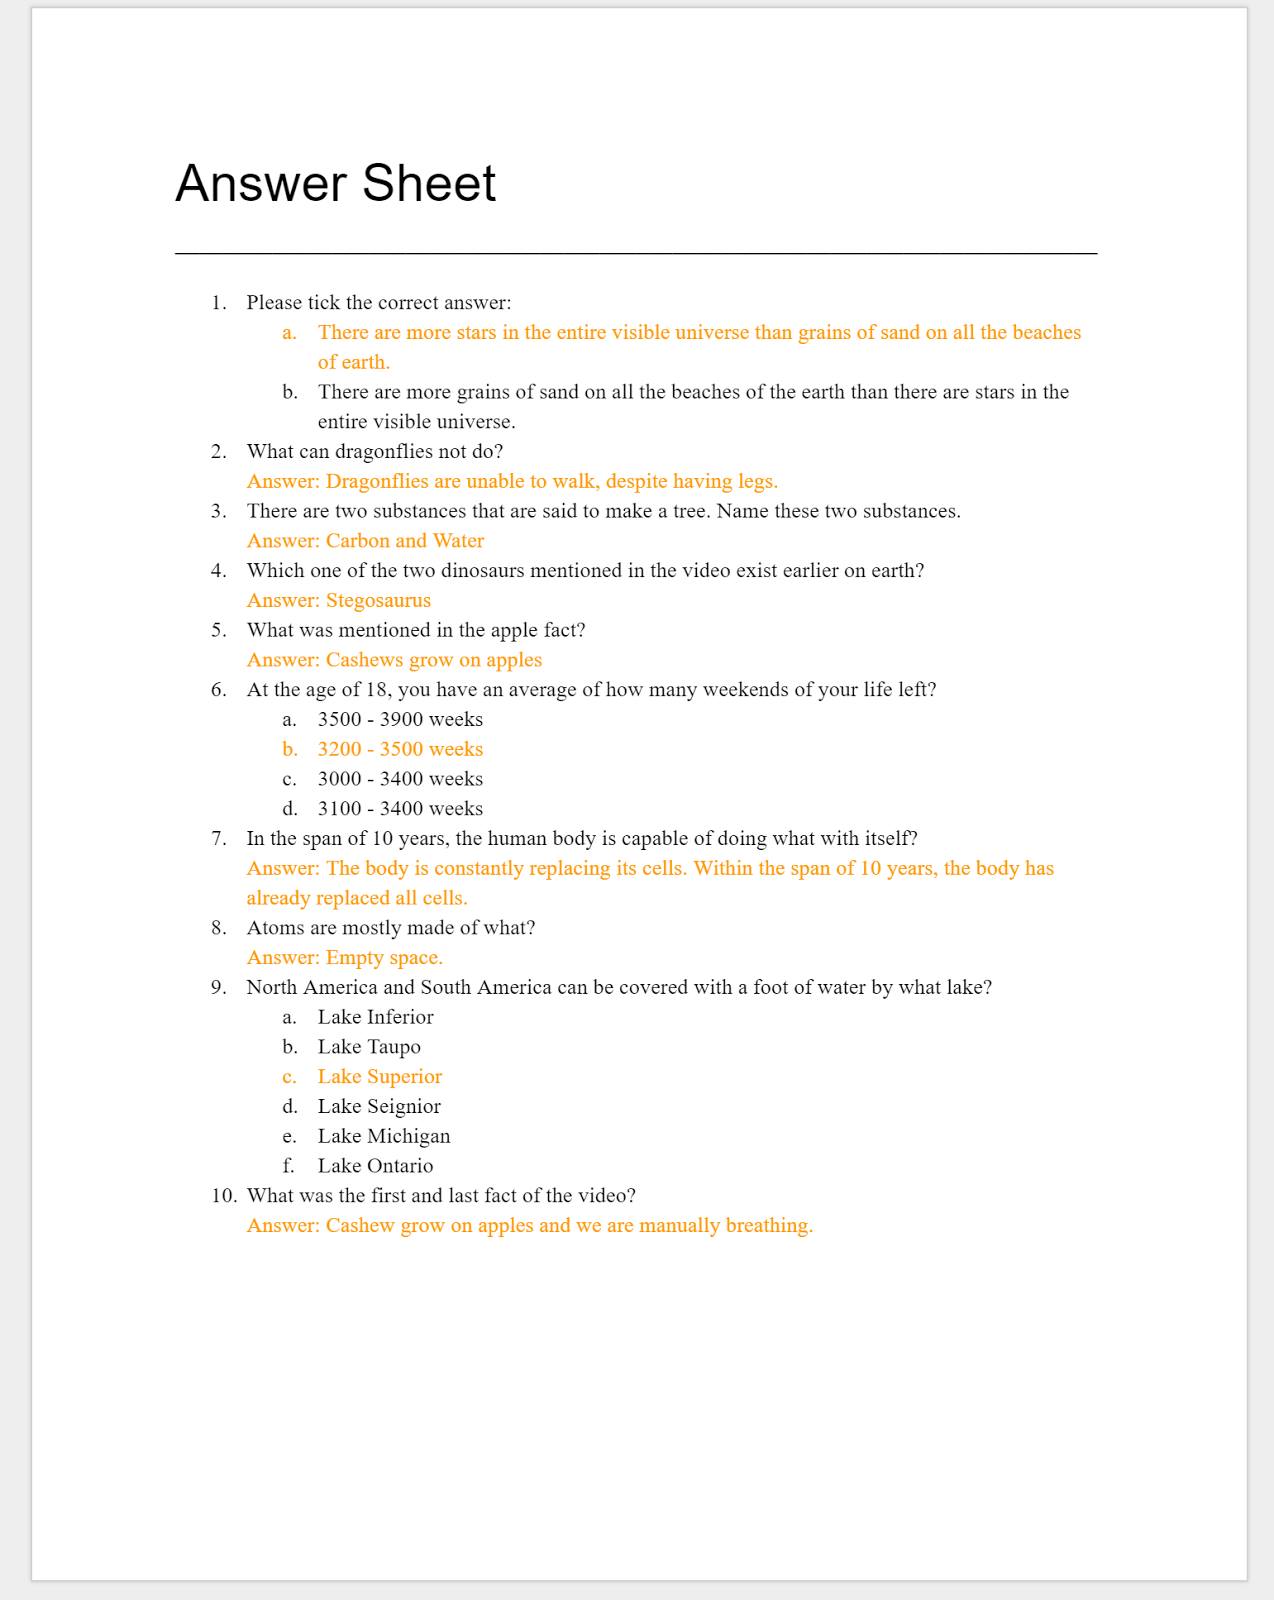 Answer Sheet
1. Please tick the correct answer:
a. There are more stars in the entire visible universe than grains of sand on all the beaches
of earth.
b. There are more grains of sand on all the beaches of the earth than there are stars in the
entire visible universe.
2. What can dragonflies not do?
Answer: Dragonflies are unable to walk, despite having legs.
3. There are two substances that are said to make a tree. Name these two substances.
Answer: Carbon and Water
4. Which one of the two dinosaurs mentioned in the video exist earlier on earth?
Answer: Stegosaurus
5. What was mentioned in the apple fact?
Answer: Cashews grow on apples
6. At the age of 18, you have an average of how many weekends of your life left?
a. 3500 - 3900 weeks
b. 3200 - 3500 weeks
c. 3000 - 3400 weeks
d. 3100 - 3400 weeks
7. In the span of 10 years, the human body is capable of doing what with itself?
Answer: The body is constantly replacing its cells. Within the span of 10 years, the body has
already replaced all cells.
8. Atoms are mostly made of what?
Answer: Empty space.
9. North America and South America can be covered with a foot of water by what lake?
a. Lake Inferior
b. Lake Taupo
c. Lake Superior
d. Lake Seignior
e. Lake Michigan
f. Lake Ontario
10. What was the first and last fact of the video?
Answer: Cashew grow on apples and we are manually breathing.